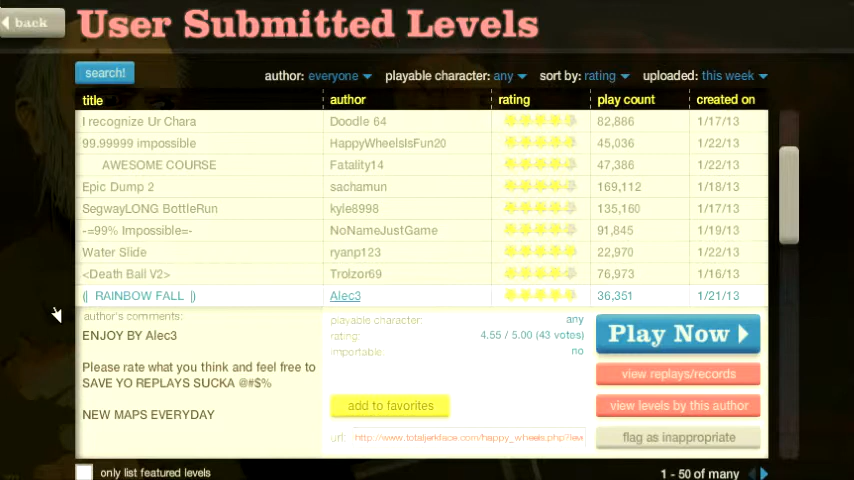 back
User Submitted Levels
search!
author: everyone playable character: any sort by: rating uploaded: this week
title author rating play count created on
I recognize Ur Chara Doodle 64 82,886 1/17/13
99.99999 impossible HappyWheelsIsFun20 45,036 1/22/13
AWESOME COURSE Fatality14 47,386 1/22/13
Epic Dump 2 sachamun 169,112 1/18/13
SegwayLONG BottleRun kyle8998 135,160 1/17/13
-=99% Impossible=- NoNameJustGame 91,845 1/19/13
Water Slide ryanp123 22,970 1/22/13
<Death Ball V2> Troizor69 76,973 1/16/13
(| RAINBOW FALL |) Alec3 36,351 1/21/13
author's comments:
ENJOY BY Alec3
Please rate what you think and feel free to
SAVE YO REPLAYS SUCKA @#$%
NEW MAPS EVERYDAY
playable character: any
rating: 4.55 / 5.00 (43 votes)
importable: no
add to favorites
url: http://www.totaljerkface.com/happy_wheels.php?lev
Play Now
view replays/records
view levels by this author
flag as inappropriate
only list featured levels
1 - 50 of many